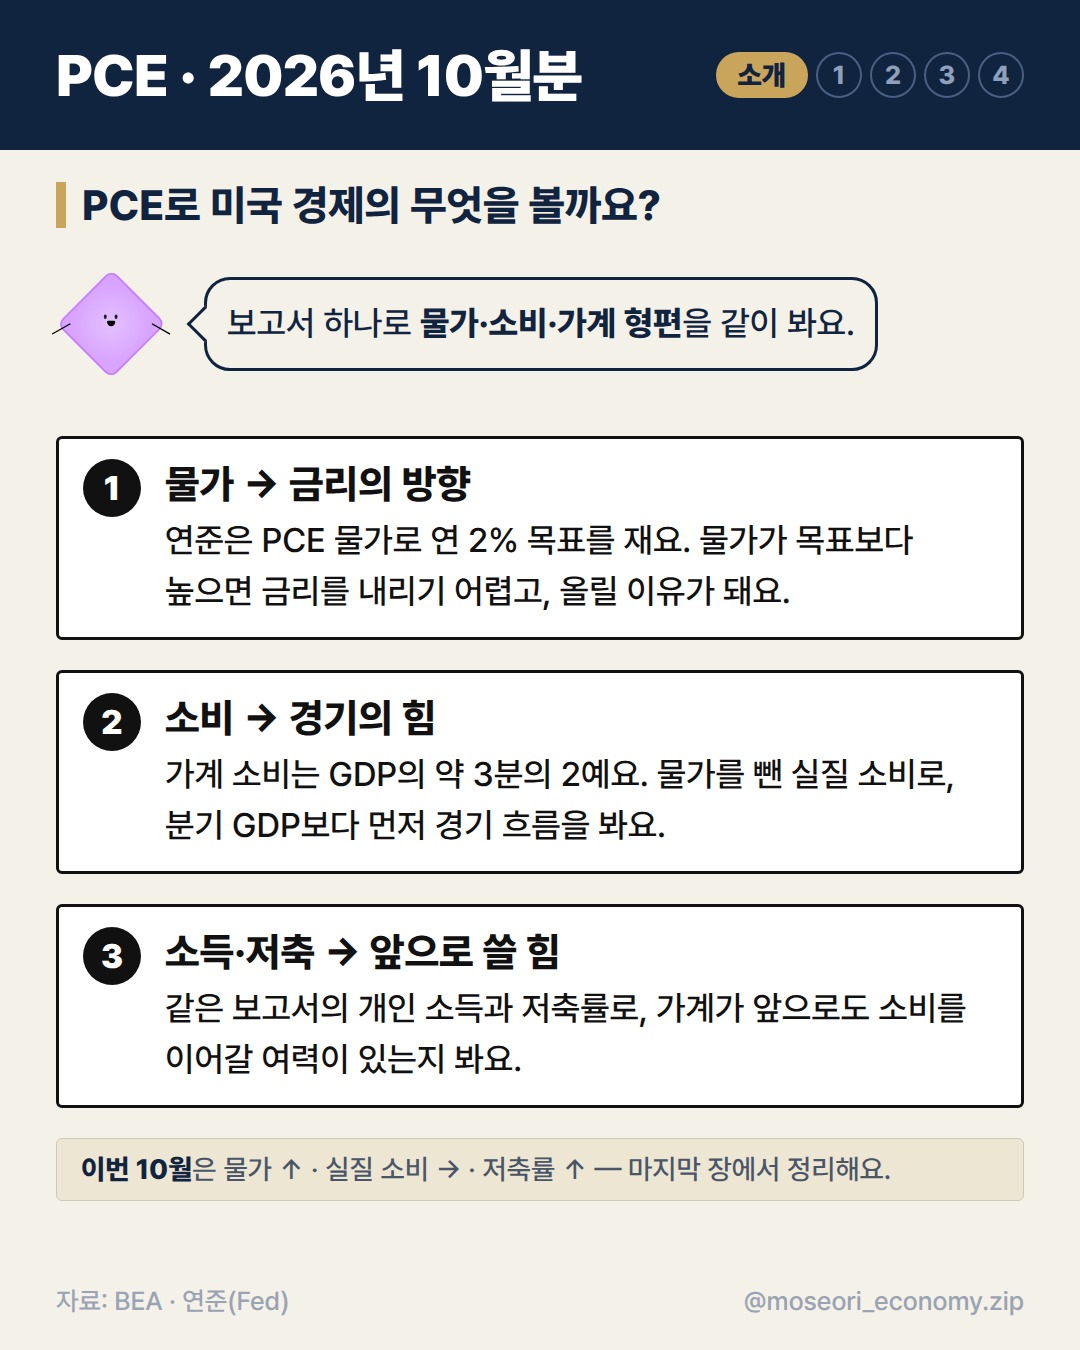 PCE · 2026년 10월분
소개 1 2 3 4
PCE로 미국 경제의 무엇을 볼까요?
보고서 하나로 물가·소비·가계 형편을 같이 봐요.
1 물가 → 금리의 방향
연준은 PCE 물가로 연 2% 목표를 재요. 물가가 목표보다
높으면 금리를 내리기 어렵고, 올릴 이유가 돼요.
2 소비 → 경기의 힘
가계 소비는 GDP의 약 3분의 2예요. 물가를 뺀 실질 소비로,
분기 GDP보다 먼저 경기 흐름을 봐요.
3 소득·저축 → 앞으로 쓸 힘
같은 보고서의 개인 소득과 저축률로, 가계가 앞으로도 소비를
이어갈 여력이 있는지 봐요.
이번 10월은 물가 ↑ · 실질 소비 → · 저축률 ↑ — 마지막 장에서 정리해요.
자료: BEA · 연준(Fed)
@moseori_economy.zip